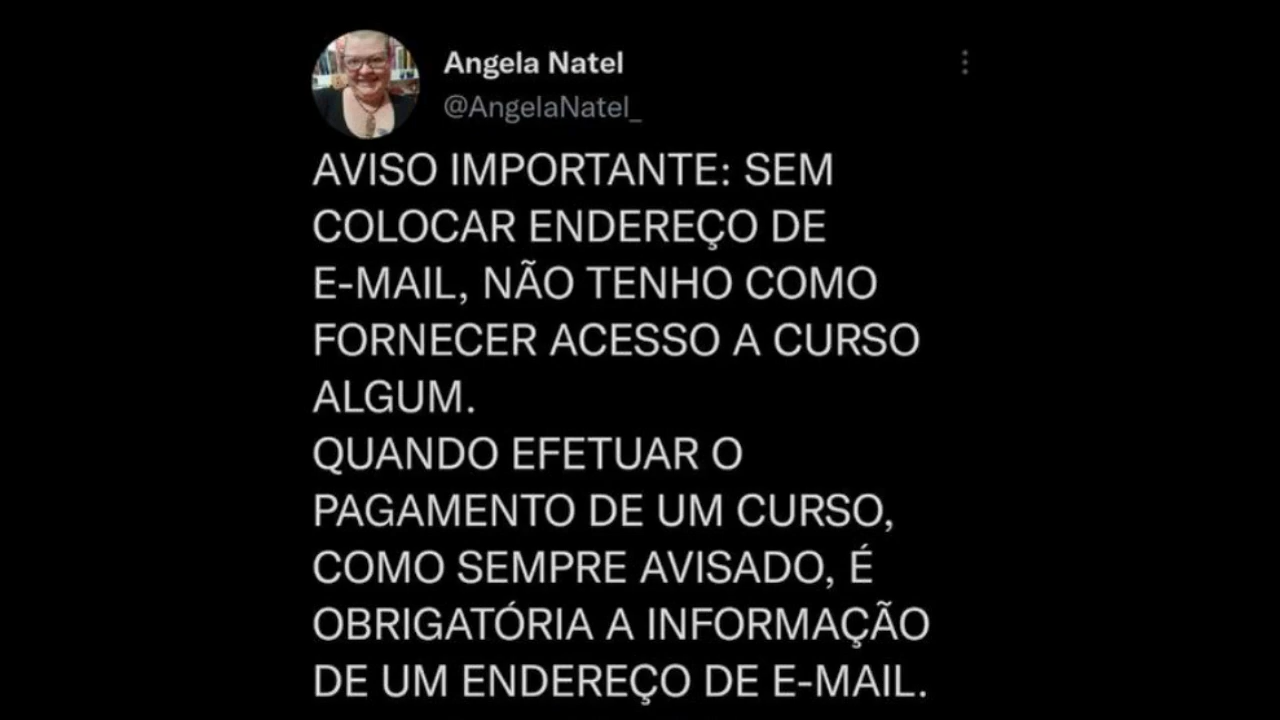 Angela Natel
@AngelaNatel_
AVISO IMPORTANTE: SEM
COLOCAR ENDEREÇO DE
E-MAIL, NÃO TENHO COMO
FORNECER ACESSO A CURSO
ALGUM.
QUANDO EFETUAR O
PAGAMENTO DE UM CURSO,
COMO SEMPRE AVISADO, É
OBRIGATÓRIA A INFORMAÇÃO
DE UM ENDEREÇO DE E-MAIL.